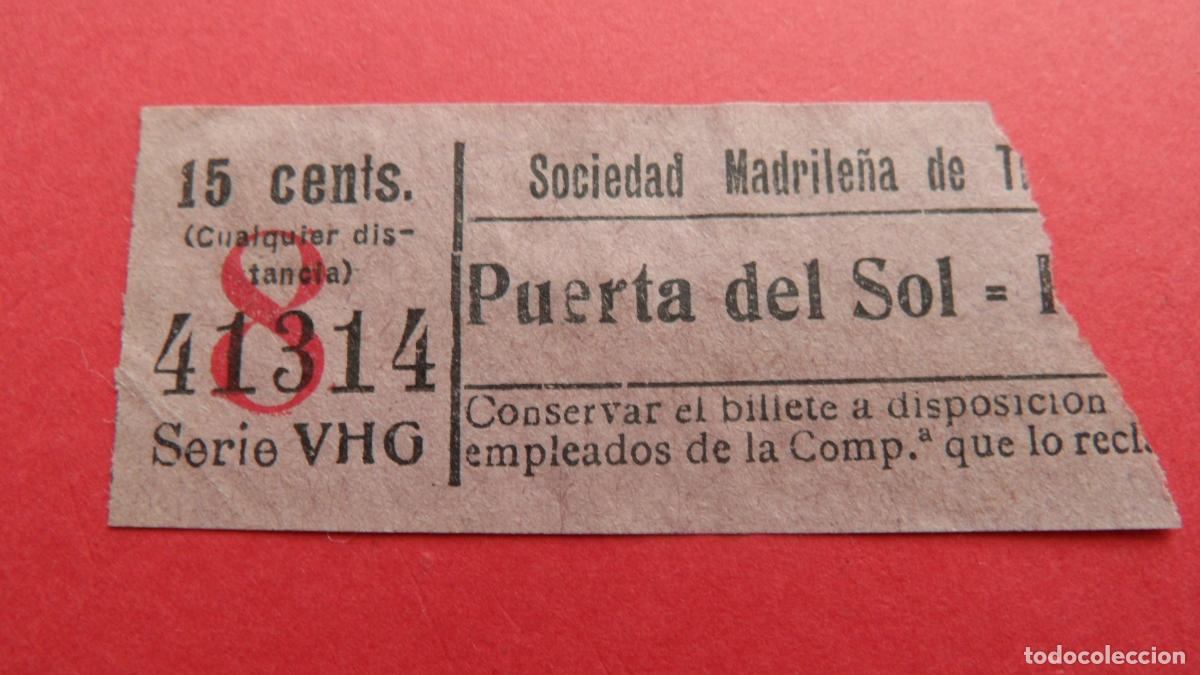 15 cents.
(Cualquier dis-
tancia)
8
41314
Serie VHG
Sociedad Madrileña de T
Puerta del Sol =
Conservar el billete a disposición
empleados de la Comp.ª que lo recl
todocoleccion